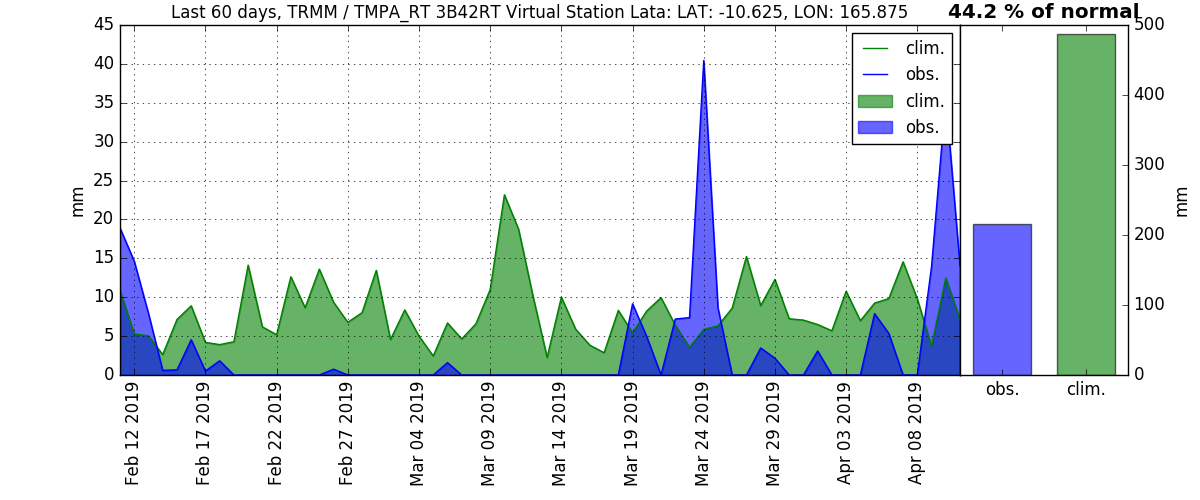 Last 60 days, TRMM / TMPA_RT 3B42RT Virtual Station Lata: LAT: -10.625, LON: 165.875
44.2 % of normal
45
40
35
30
25
20
15
10
5
0
mm
clim.
obs.
clim.
obs.
Feb 12 2019
Feb 17 2019
Feb 22 2019
Feb 27 2019
Mar 04 2019
Mar 09 2019
Mar 14 2019
Mar 19 2019
Mar 24 2019
Mar 29 2019
Apr 03 2019
Apr 08 2019
500
400
300
200
100
0
mm
obs.
clim.